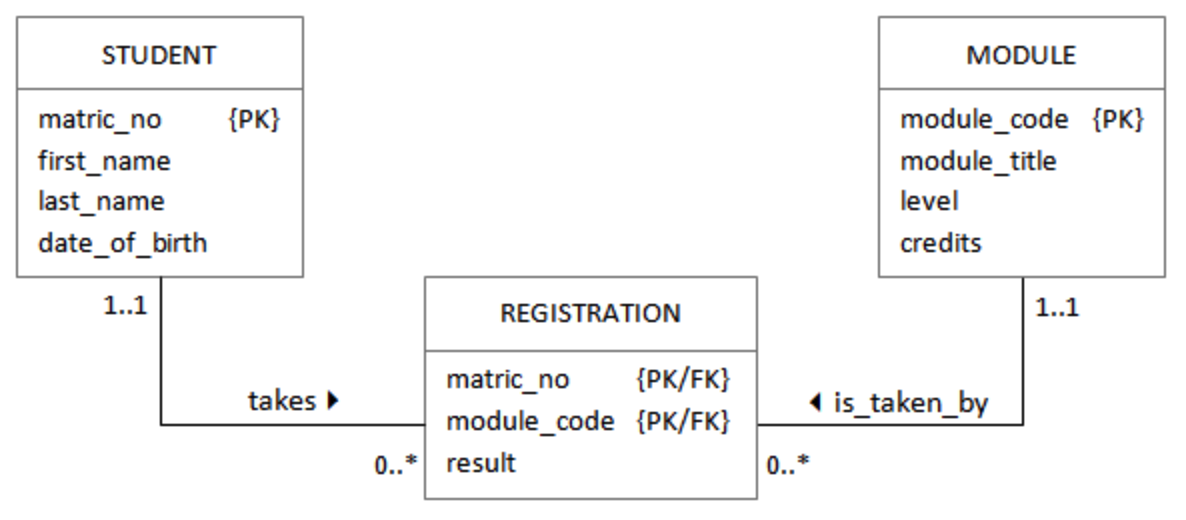 STUDENT
matric_no {PK}
first_name
last_name
date_of_birth
1..1
takes ▶
0..*
REGISTRATION
matric_no {PK/FK}
module_code {PK/FK}
result
MODULE
module_code {PK}
module_title
level
credits
1..1
◀ is_taken_by
0..*